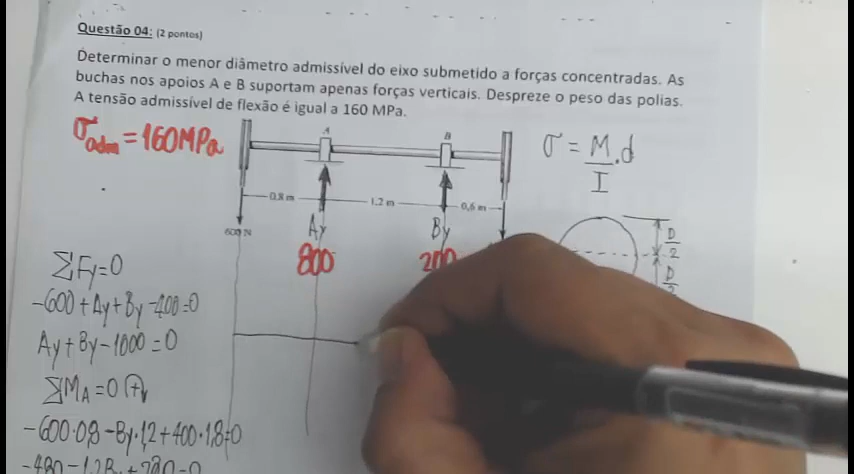 Questão 04: (2 pontos)
Determinar o menor diâmetro admissível do eixo submetido a forças concentradas. As
buchas nos apoios A e B suportam apenas forças verticais. Despreze o peso das polias.
A tensão admissível de flexão é igual a 160 MPa.
σadm = 160MPa
A
B
σ = M.d
I
0,8 m
1,2 m
0,6 m
600 N
Ay
By
D
2
D
2
800
200
ΣFy=0
-600+Ay+By-400=0
Ay+By-1000=0
ΣMA=0 (+
-600·0,8-By·1,2+400·1,8=0